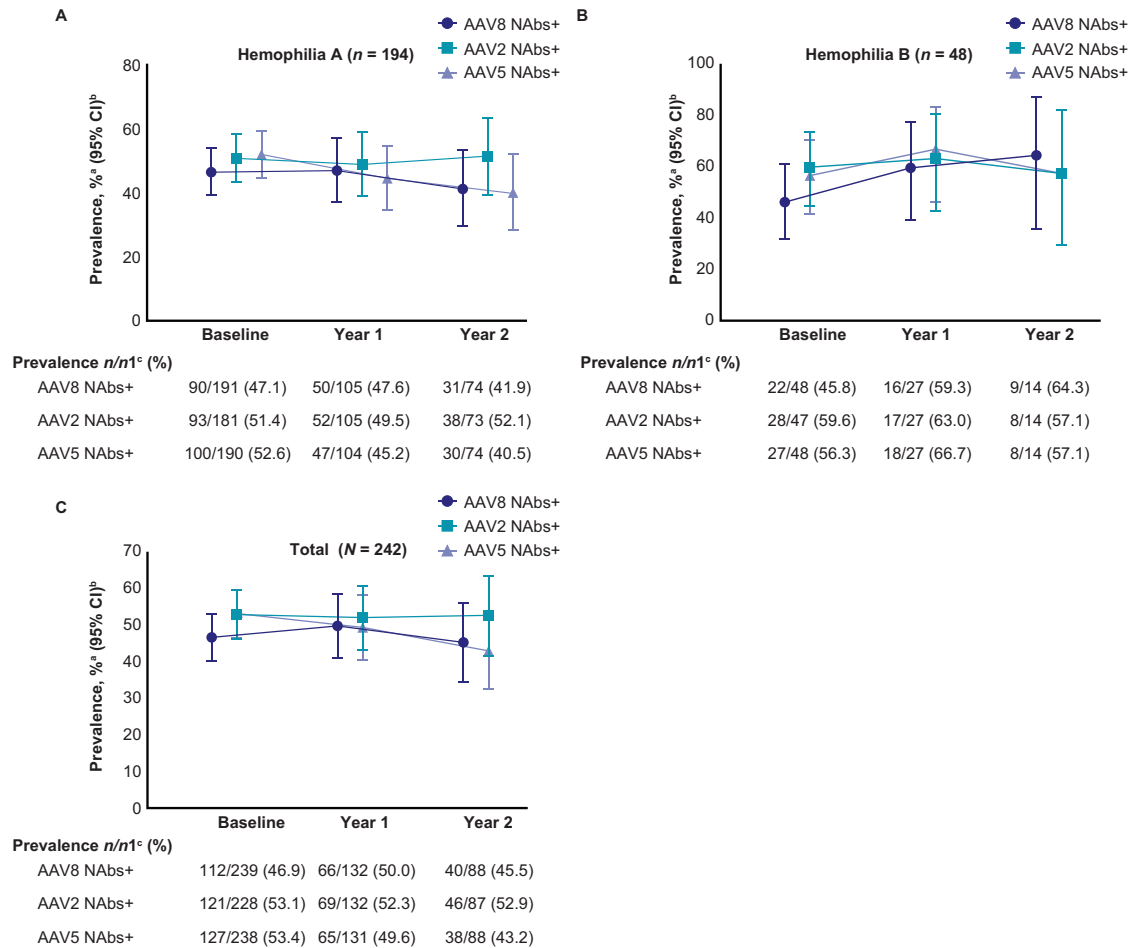 A
AAV8 NAbs+
AAV2 NAbs+
AAV5 NAbs+
Hemophilia A (n = 194)
Prevalence, %ᵃ (95% CI)ᵇ
80
60
40
20
0
Baseline Year 1 Year 2
Prevalence n/n1ᶜ (%)
AAV8 NAbs+ 90/191 (47.1) 50/105 (47.6) 31/74 (41.9)
AAV2 NAbs+ 93/181 (51.4) 52/105 (49.5) 38/73 (52.1)
AAV5 NAbs+ 100/190 (52.6) 47/104 (45.2) 30/74 (40.5)
B
AAV8 NAbs+
AAV2 NAbs+
AAV5 NAbs+
Hemophilia B (n = 48)
Prevalence, %ᵃ (95% CI)ᵇ
100
80
60
40
20
0
Baseline Year 1 Year 2
Prevalence n/n1ᶜ (%)
AAV8 NAbs+ 22/48 (45.8) 16/27 (59.3) 9/14 (64.3)
AAV2 NAbs+ 28/47 (59.6) 17/27 (63.0) 8/14 (57.1)
AAV5 NAbs+ 27/48 (56.3) 18/27 (66.7) 8/14 (57.1)
C
AAV8 NAbs+
AAV2 NAbs+
AAV5 NAbs+
Total (N = 242)
Prevalence, %ᵃ (95% CI)ᵇ
70
60
50
40
30
20
10
0
Baseline Year 1 Year 2
Prevalence n/n1ᶜ (%)
AAV8 NAbs+ 112/239 (46.9) 66/132 (50.0) 40/88 (45.5)
AAV2 NAbs+ 121/228 (53.1) 69/132 (52.3) 46/87 (52.9)
AAV5 NAbs+ 127/238 (53.4) 65/131 (49.6) 38/88 (43.2)